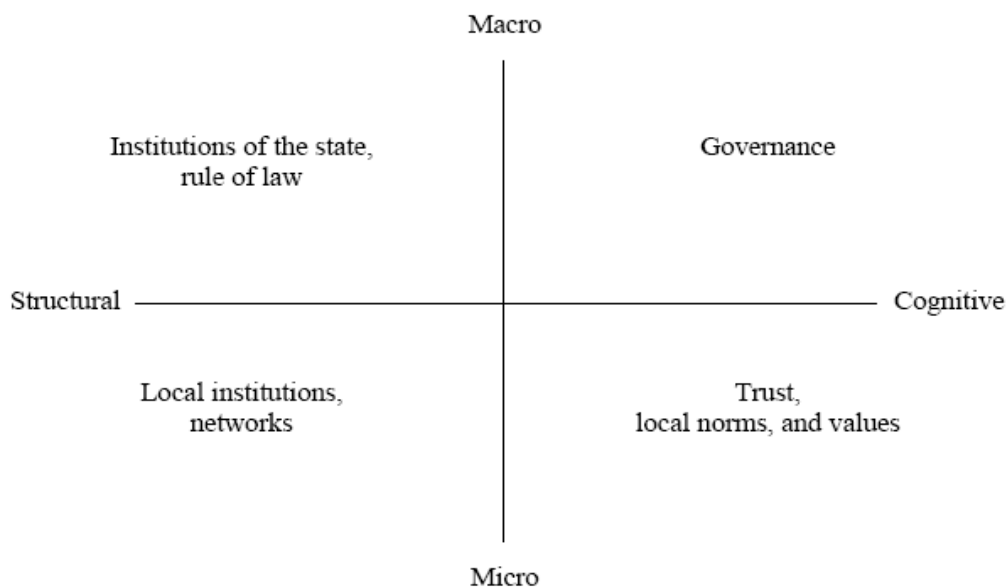 Macro
Institutions of the state,
rule of law
Governance
Structural
Cognitive
Local institutions,
networks
Trust,
local norms, and values
Micro